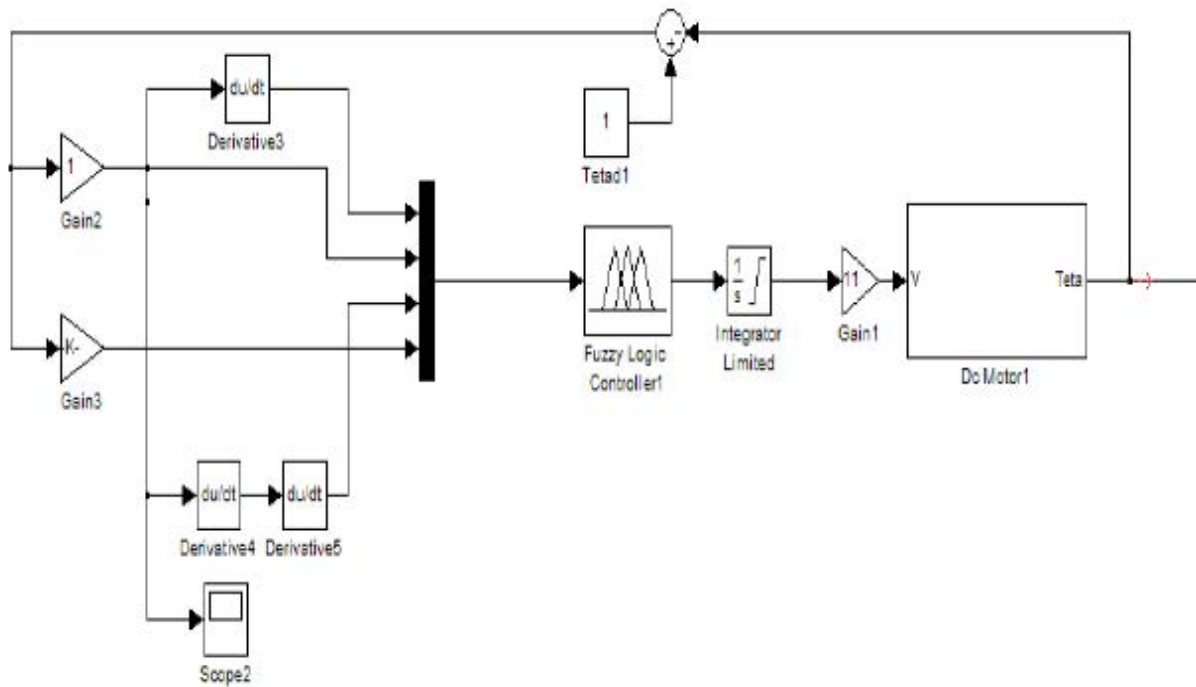 -
+
du/dt
Derivative3
1
Tetad1
1
Gain2
K-
Gain3
Fuzzy Logic
Controller1
1
s
Integrator
Limited
11
Gain1
V
Teta
Dc Motor1
du/dt
du/dt
Derivative4
Derivative5
Scope2